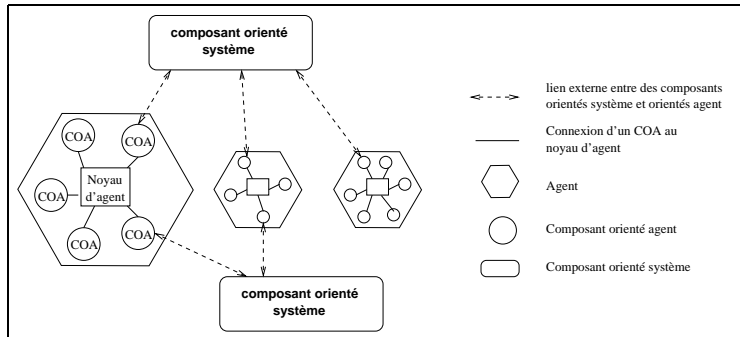 composant orienté
système
lien externe entre des composants
orientés système et orientés agent
Connexion d'un COA au
noyau d'agent
COA
COA
COA
Noyau
d'agent
COA
COA
Agent
Composant orienté agent
Composant orienté système
composant orienté
système